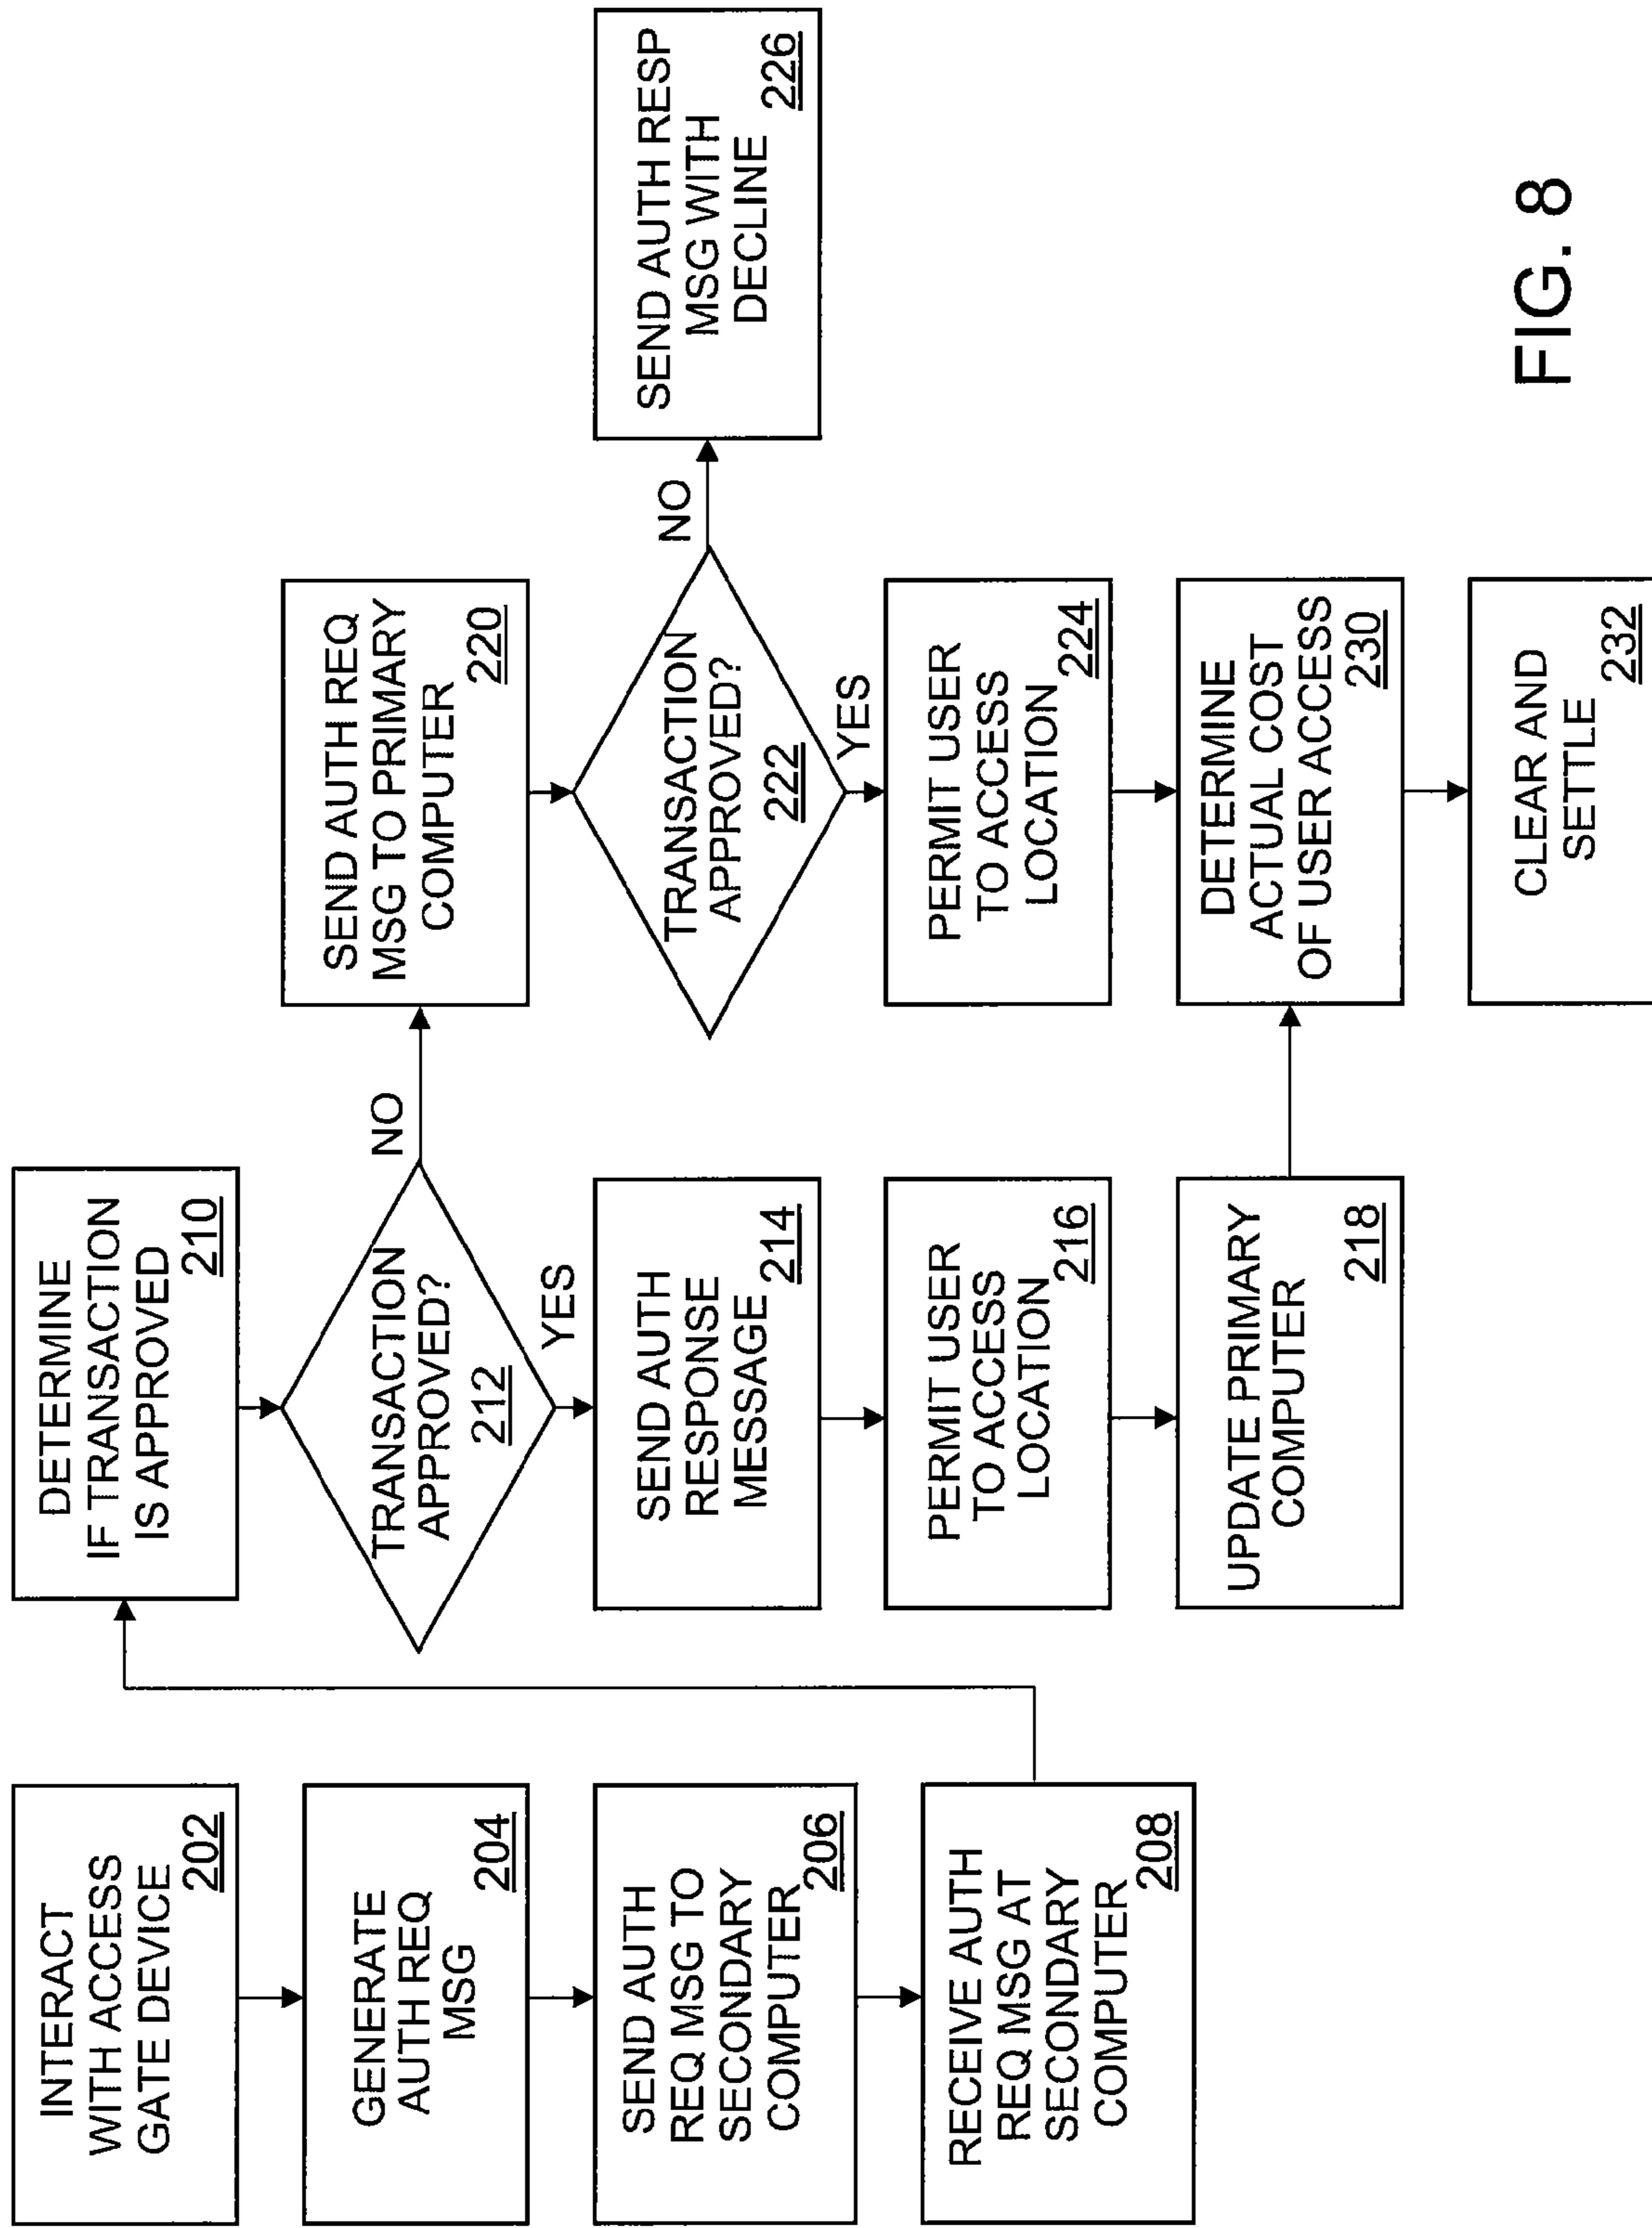 INTERACT
WITH ACCESS
GATE DEVICE
202
GENERATE
AUTH REQ
MSG
204
SEND AUTH
REQ MSG TO
SECONDARY
COMPUTER
206
RECEIVE AUTH
REQ MSG AT
SECONDARY
COMPUTER
208
DETERMINE
IF TRANSACTION
IS APPROVED
210
TRANSACTION
APPROVED?
212
NO
YES
SEND AUTH
RESPONSE
MESSAGE
214
PERMIT USER
TO ACCESS
LOCATION
216
UPDATE PRIMARY
COMPUTER
218
SEND AUTH REQ
MSG TO PRIMARY
COMPUTER
220
TRANSACTION
APPROVED?
222
NO
YES
PERMIT USER
TO ACCESS
LOCATION
224
DETERMINE
ACTUAL COST
OF USER ACCESS
230
CLEAR AND
SETTLE
232
SEND AUTH RESP
MSG WITH
DECLINE
226
FIG. 8